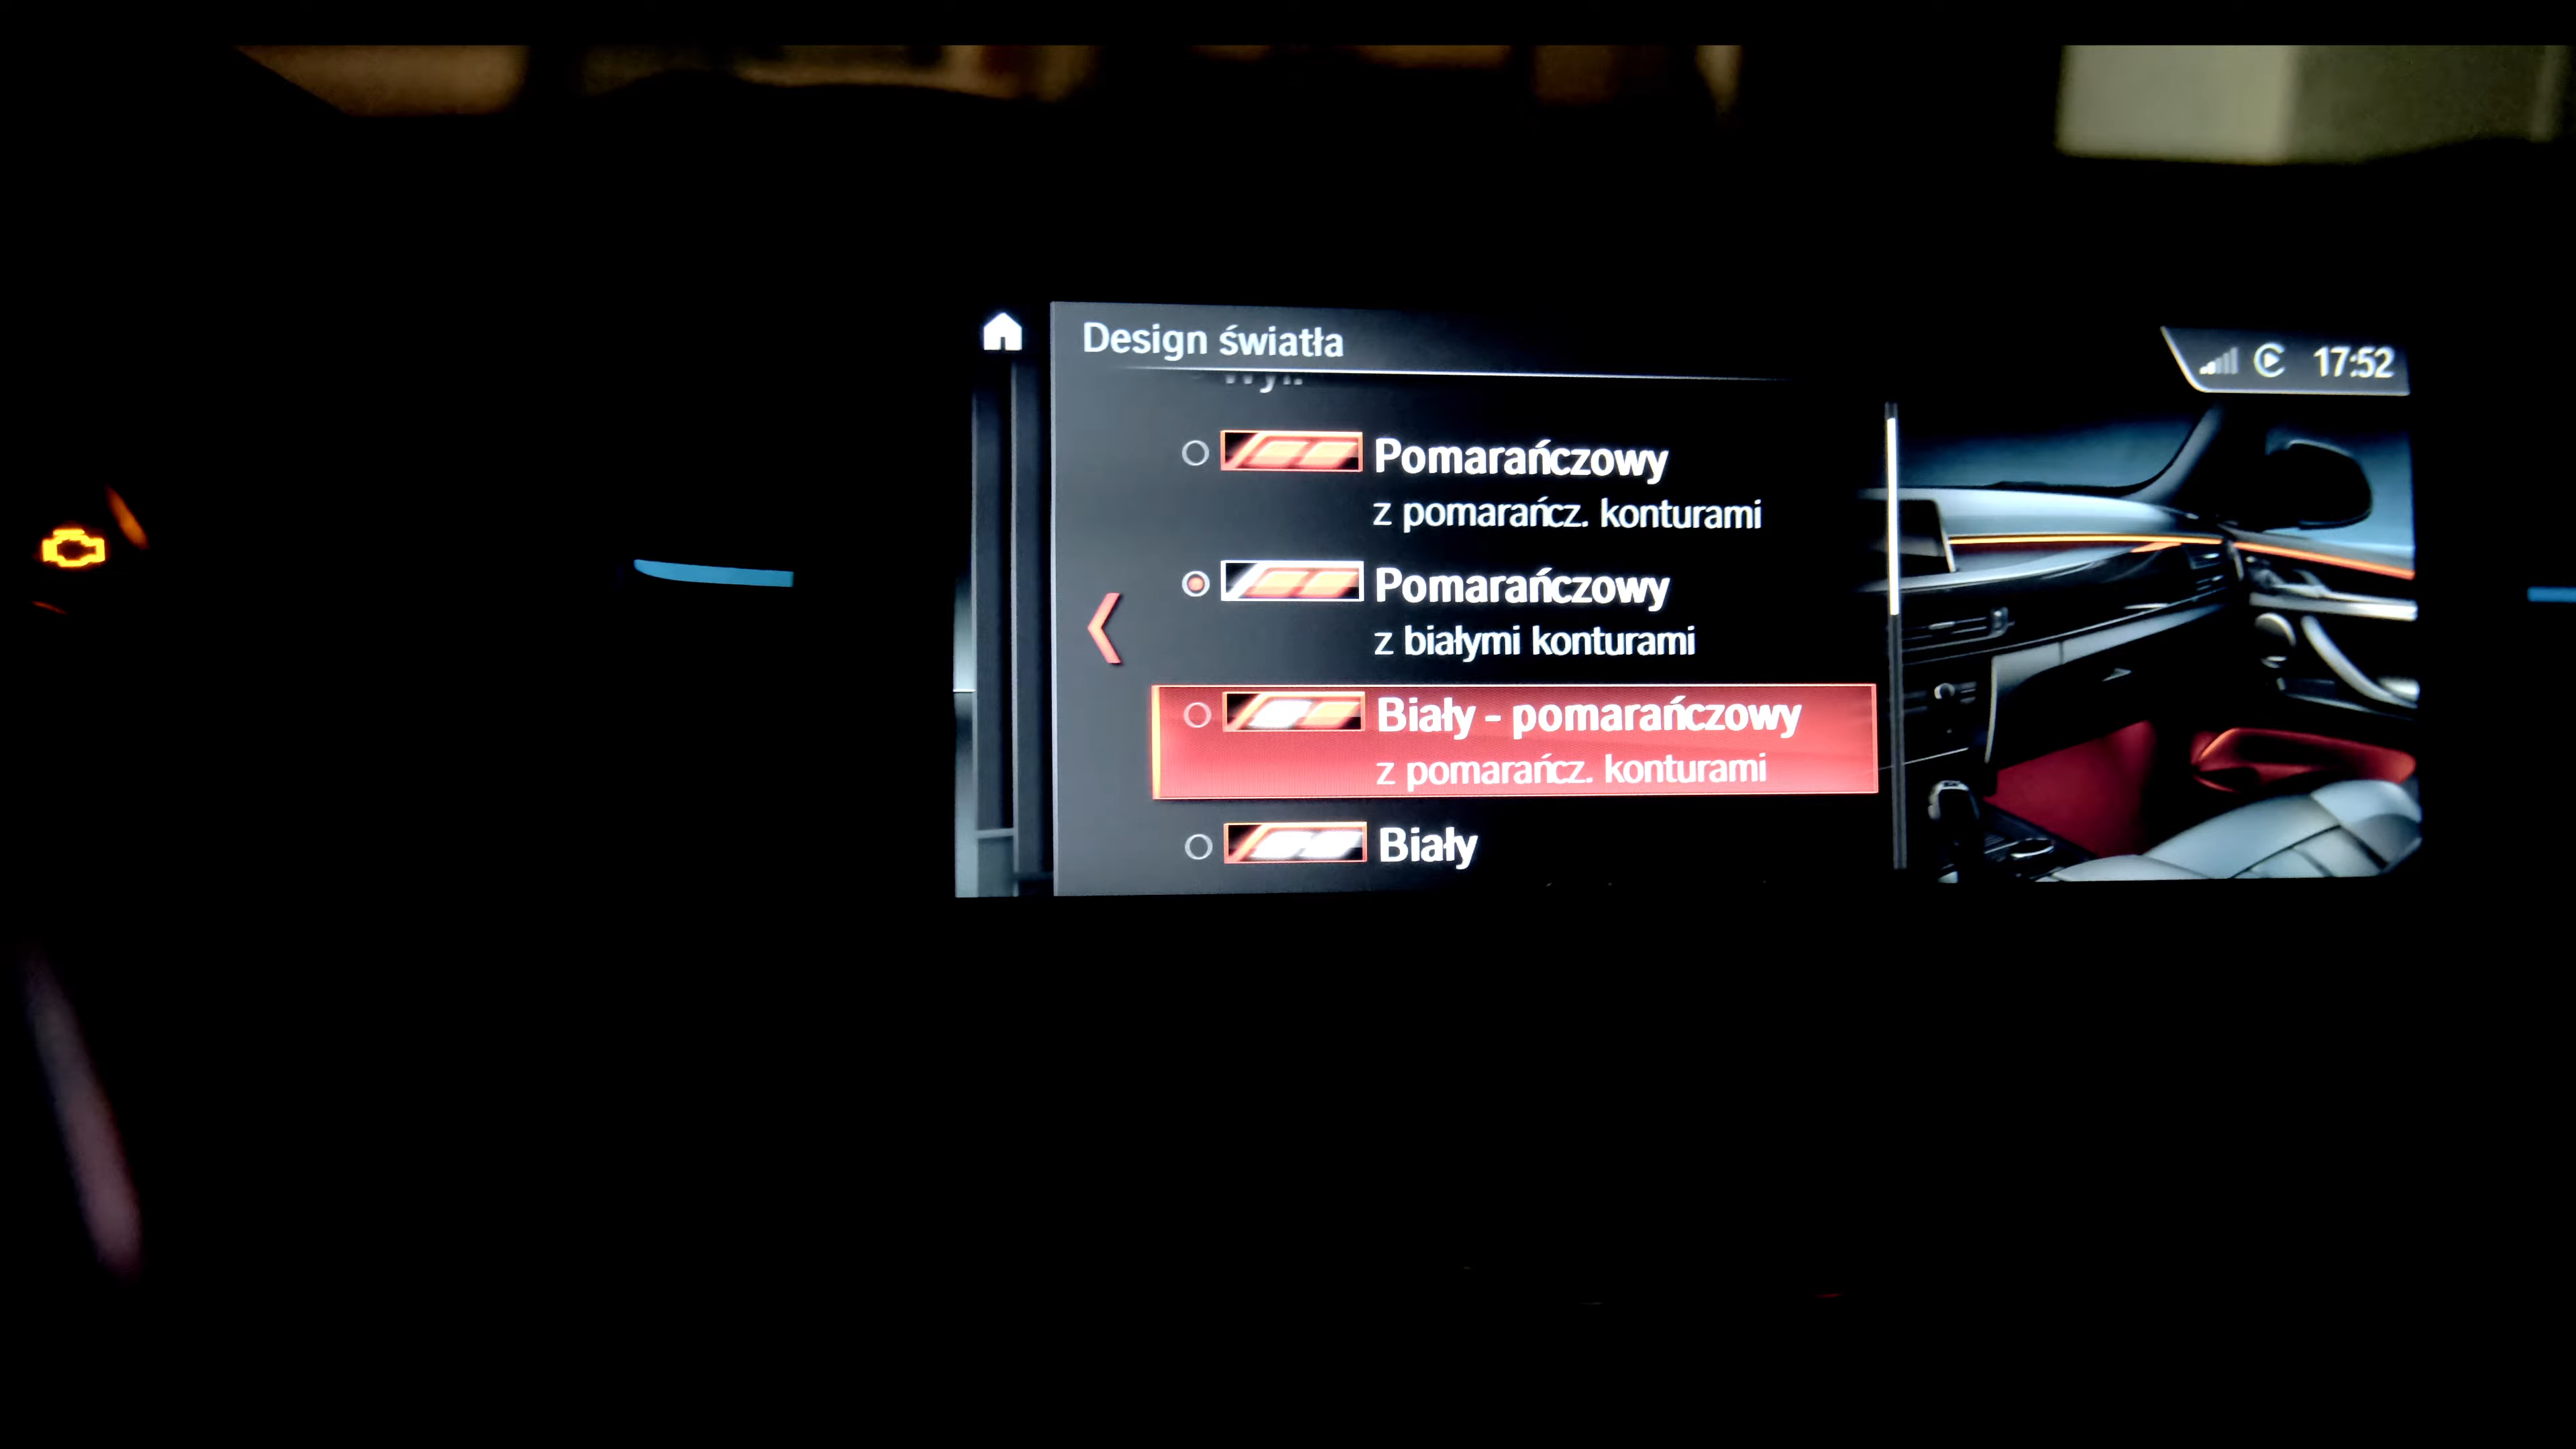 Design światła
17:52
Pomarańczowy
z pomarańcz. konturami
Pomarańczowy
z białymi konturami
Biały - pomarańczowy
z pomarańcz. konturami
Biały